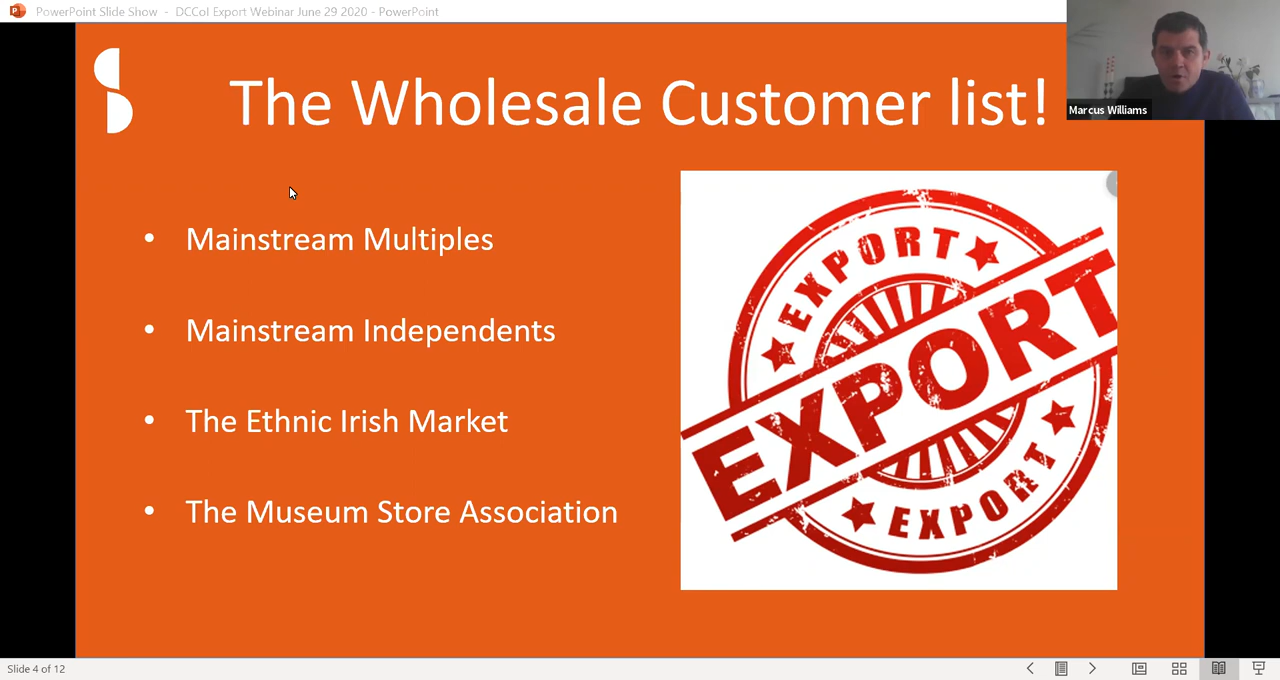 PowerPoint Slide Show - DCCoI Export Webinar June 29 2020 - PowerPoint
Marcus Williams
The Wholesale Customer list!
• Mainstream Multiples
• Mainstream Independents
• The Ethnic Irish Market
• The Museum Store Association
EXPORT
EXPORT
EXPORT
Slide 4 of 12